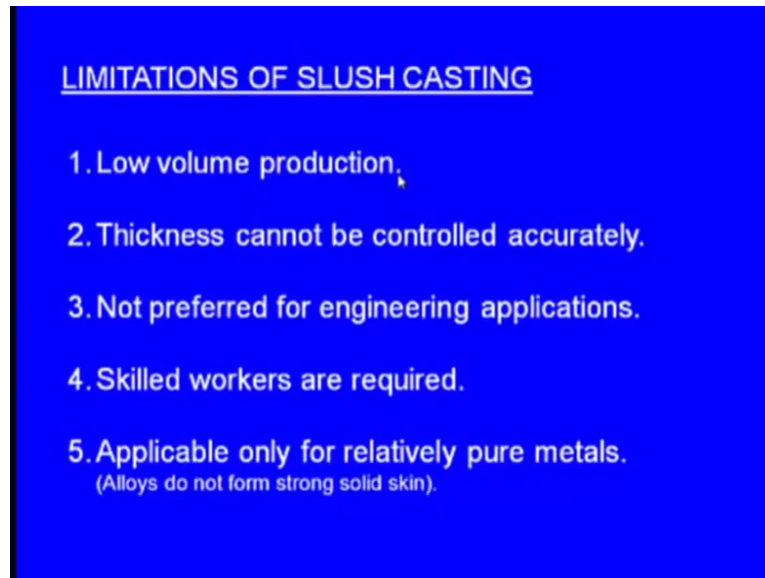 LIMITATIONS OF SLUSH CASTING
1. Low volume production.
2. Thickness cannot be controlled accurately.
3. Not preferred for engineering applications.
4. Skilled workers are required.
5. Applicable only for relatively pure metals.
(Alloys do not form strong solid skin).